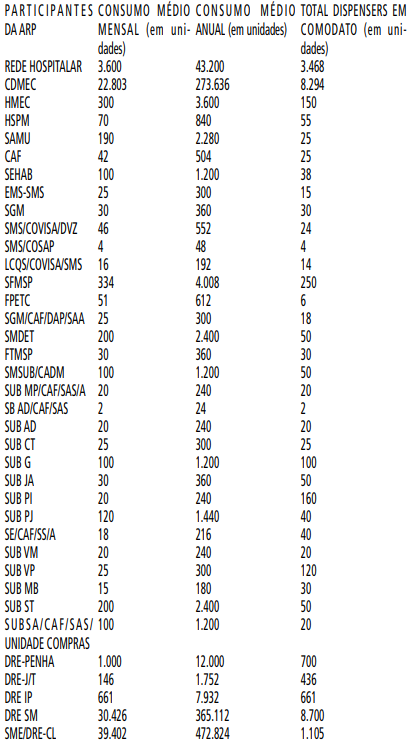 PARTICIPANTES CONSUMO MÉDIO CONSUMO MÉDIO TOTAL DISPENSERS EM
DA ARP MENSAL (em uni- ANUAL (em unidades) COMODATO (em uni-
dades) dades)
REDE HOSPITALAR 3.600 43.200 3.468
CDMEC 22.803 273.636 8.294
HMEC 300 3.600 150
HSPM 70 840 55
SAMU 190 2.280 25
CAF 42 504 25
SEHAB 100 1.200 38
EMS-SMS 25 300 15
SGM 30 360 30
SMS/COVISA/DVZ 46 552 24
SMS/COSAP 4 48 4
LCQS/COVISA/SMS 16 192 14
SFMSP 334 4.008 250
FPETC 51 612 6
SGM/CAF/DAP/SAA 25 300 18
SMDET 200 2.400 50
FTMSP 30 360 30
SMSUB/CADM 100 1.200 50
SUB MP/CAF/SAS/A 20 240 20
SB AD/CAF/SAS 2 24 2
SUB AD 20 240 20
SUB CT 25 300 25
SUB G 100 1.200 100
SUB JA 30 360 50
SUB PI 20 240 160
SUB PJ 120 1.440 40
SE/CAF/SS/A 18 216 40
SUB VM 20 240 20
SUB VP 25 300 120
SUB MB 15 180 30
SUB ST 200 2.400 50
SUBSA/CAF/SAS/ 100 1.200 20
UNIDADE COMPRAS
DRE-PENHA 1.000 12.000 700
DRE-J/T 146 1.752 436
DRE IP 661 7.932 661
DRE SM 30.426 365.112 8.700
SME/DRE-CL 39.402 472.824 1.105